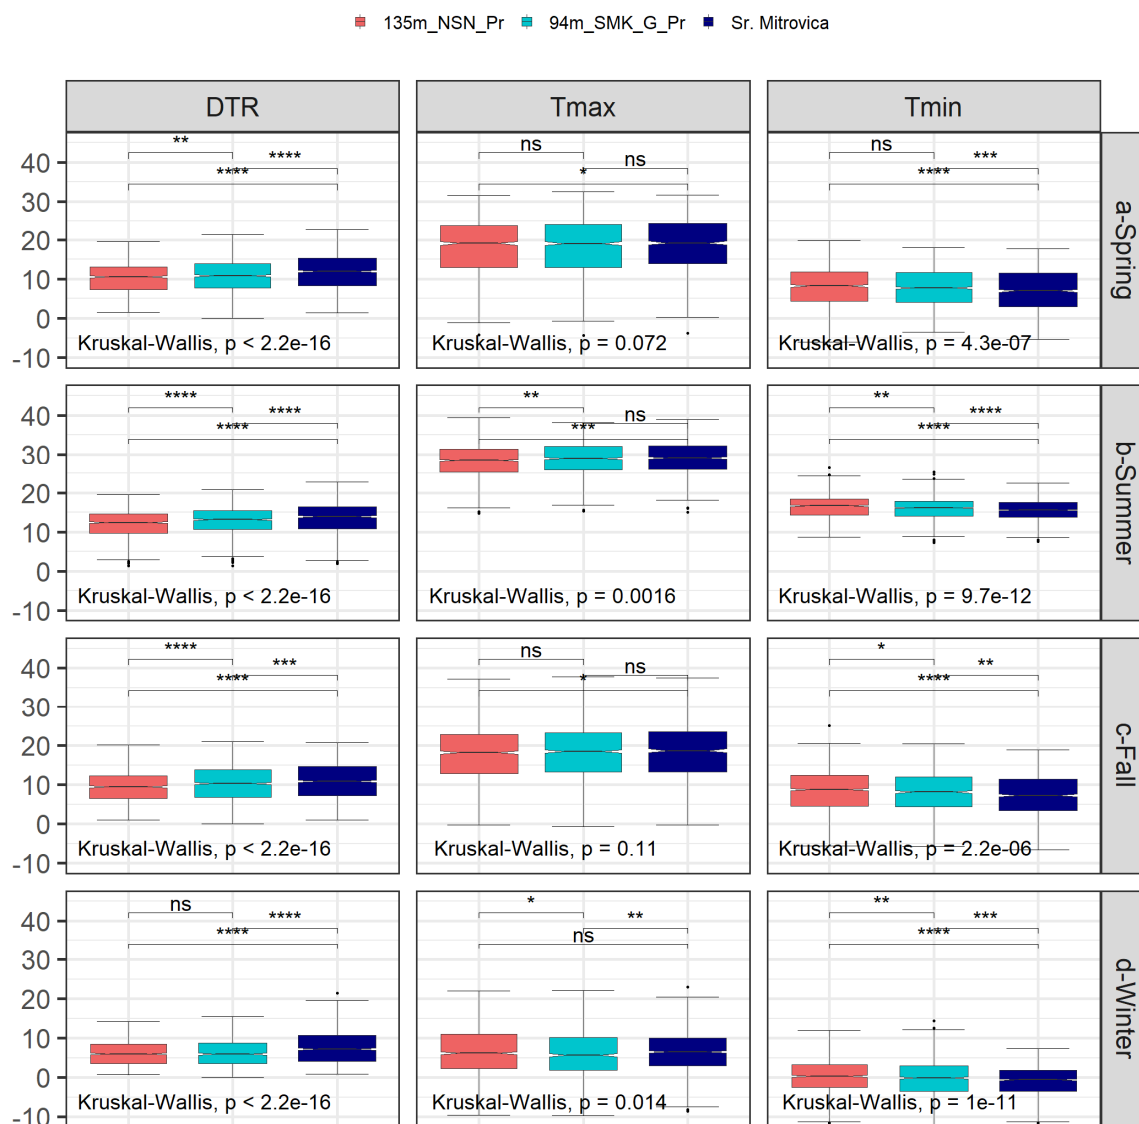 135m_NSN_Pr 94m_SMK_G_Pr Sr. Mitrovica
DTR Tmax Tmin
** **** ****
ns ns *
ns *** ****
40
30
20
10
0
-10
Kruskal-Wallis, p < 2.2e-16
Kruskal-Wallis, p = 0.072
Kruskal-Wallis, p = 4.3e-07
a-Spring
**** **** ****
** ns ***
** **** ****
40
30
20
10
0
-10
Kruskal-Wallis, p < 2.2e-16
Kruskal-Wallis, p = 0.0016
Kruskal-Wallis, p = 9.7e-12
b-Summer
**** *** ****
ns ns *
* ** ****
40
30
20
10
0
-10
Kruskal-Wallis, p < 2.2e-16
Kruskal-Wallis, p = 0.11
Kruskal-Wallis, p = 2.2e-06
c-Fall
ns **** ****
* ** ns
** *** ****
40
30
20
10
0
-10
Kruskal-Wallis, p < 2.2e-16
Kruskal-Wallis, p = 0.014
Kruskal-Wallis, p = 1e-11
d-Winter